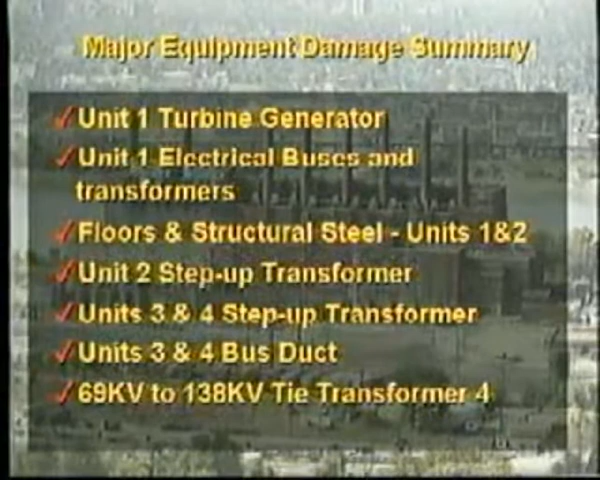 Major Equipment Damage Summary
✓Unit 1 Turbine Generator
✓Unit 1 Electrical Buses and
transformers
✓Floors & Structural Steel - Units 1&2
✓Unit 2 Step-up Transformer
✓Units 3 & 4 Step-up Transformer
✓Units 3 & 4 Bus Duct
✓69KV to 138KV Tie Transformer 4